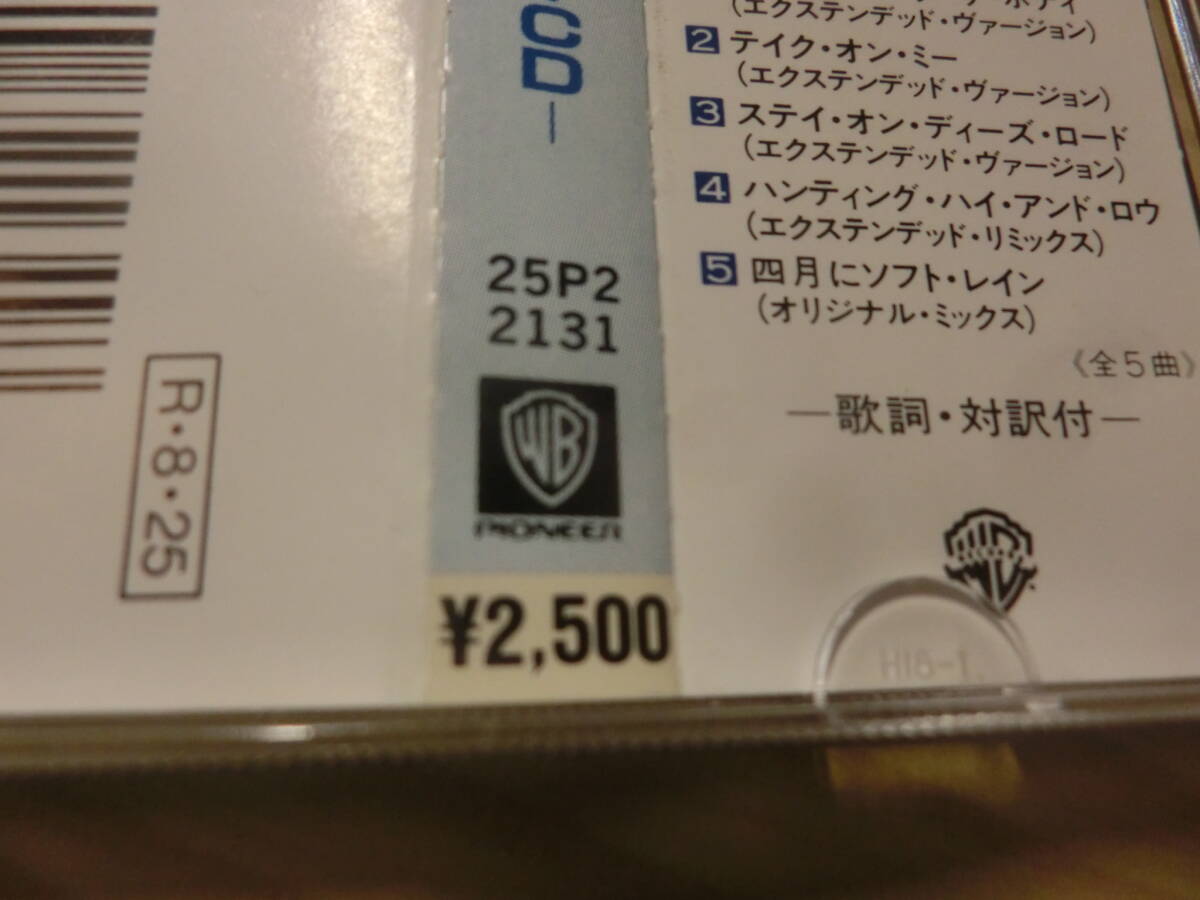 R・8・25
CD
25P2
2131
WB
PIONEER
¥2,500
(エクステンデッド・ヴァージョン)
2 テイク・オン・ミー
(エクステンデッド・ヴァージョン)
3 ステイ・オン・ディーズ・ロード
(エクステンデッド・ヴァージョン)
4 ハンティング・ハイ・アンド・ロウ
(エクステンデッド・リミックス)
5 四月にソフト・レイン
(オリジナル・ミックス)
《全5曲》
—歌詞・対訳付—
H18-1.